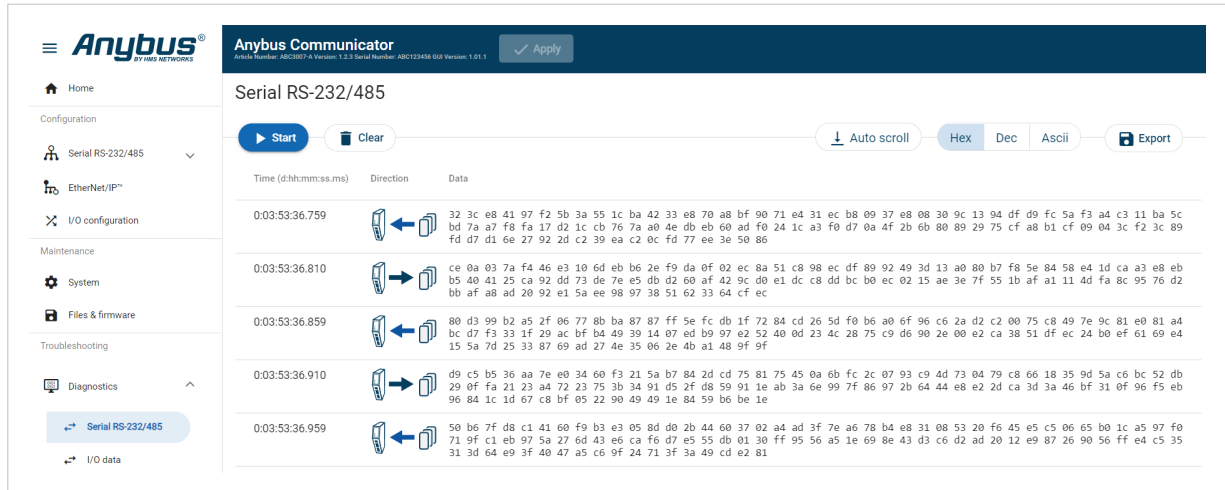 Anybus®
BY HMS NETWORKS
Anybus Communicator
Article Number: ABC3007-A Version: 1.2.3 Serial Number: ABC123456 GUI Version: 1.01.1
Apply
Home
Configuration
Serial RS-232/485
EtherNet/IP™
I/O configuration
Maintenance
System
Files & firmware
Troubleshooting
Diagnostics
Serial RS-232/485
I/O data
Serial RS-232/485
Start
Clear
Auto scroll
Hex
Dec
Ascii
Export
Time (d:hh:mm:ss.ms) Direction Data
0:03:53:36.759
32 3c e8 41 97 f2 5b 3a 55 1c ba 42 33 e8 70 a8 bf 90 71 e4 31 ec b8 09 37 e8 08 30 9c 13 94 df d9 fc 5a f3 a4 c3 11 ba 5c
bd 7a a7 f8 fa 17 d2 1c cb 76 7a a0 4e db eb 60 ad f0 24 1c a3 f0 d7 0a 4f 2b 6b 80 89 29 75 cf a8 b1 cf 09 04 3c f2 3c 89
fd d7 d1 6e 27 92 2d c2 39 ea c2 0c fd 77 ee 3e 50 86
0:03:53:36.810
ce 0a 03 7a f4 46 e3 10 6d eb b6 2e f9 da 0f 02 ec 8a 51 c8 98 ec df 89 92 49 3d 13 a0 80 b7 f8 5e 84 58 e4 1d ca a3 e8 eb
b5 40 41 25 ca 92 dd 73 de 7e e5 db d2 60 af 42 9c d0 e1 dc c8 dd bc b0 ec 02 15 ae 3e 7f 55 1b af a1 11 4d fa 8c 95 76 d2
bb af a8 ad 20 92 e1 5a ee 98 97 38 51 62 33 64 cf ec
0:03:53:36.859
80 d3 99 b2 a5 2f 06 77 8b ba 87 87 ff 5e fc db 1f 72 84 cd 26 5d f0 b6 a0 6f 96 c6 2a d2 c2 00 75 c8 49 7e 9c 81 e0 81 a4
bc d7 f3 33 1f 29 ac bf b4 49 39 14 07 ed b9 97 e2 52 40 0d 23 4c 28 75 c9 d6 90 2e 00 e2 ca 38 51 df ec 24 b0 ef 61 69 e4
15 5a 7d 25 33 87 69 ad 27 4e 35 06 2e 4b a1 48 9f 9f
0:03:53:36.910
d9 c5 b5 36 aa 7e e0 34 60 f3 21 5a b7 84 2d cd 75 81 75 45 0a 6b fc 2c 07 93 c9 4d 73 04 79 c8 66 18 35 9d 5a c6 bc 52 db
29 0f fa 21 23 a4 72 23 75 3b 34 91 d5 2f d8 59 91 1e ab 3a 6e 99 7f 86 97 2b 64 44 e8 e2 2d ca 3d 3a 46 bf 31 0f 96 f5 eb
96 84 1c 1d 67 c8 bf 05 22 90 49 49 1e 84 59 b6 be 1e
0:03:53:36.959
50 b6 7f d8 c1 41 60 f9 b3 e3 05 8d d0 2b 44 60 37 02 a4 ad 3f 7e a6 78 b4 e8 31 08 53 20 f6 45 e5 c5 06 65 b0 1c a5 97 f0
71 9f c1 eb 97 5a 27 6d 43 e6 ca f6 d7 e5 55 db 01 30 ff 95 56 a5 1e 69 8e 43 d3 c6 d2 ad 20 12 e9 87 26 90 56 ff e4 c5 35
31 3d 64 e9 3f 40 47 a5 c6 9f 24 71 3f 3a 49 cd e2 81